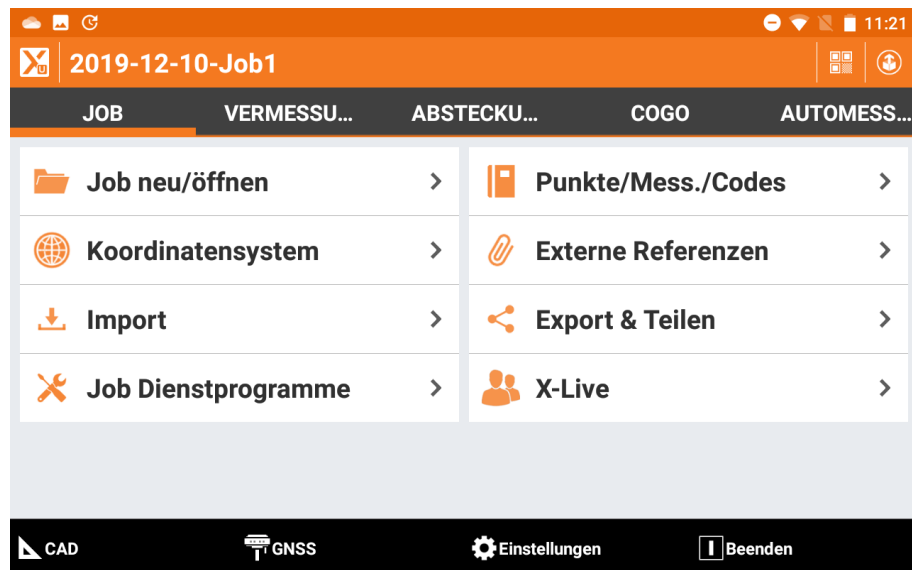 11:21
Xu 2019-12-10-Job1
JOB VERMESSU... ABSTECKU... COGO AUTOMESS...
Job neu/öffnen
Punkte/Mess./Codes
Koordinatensystem
Externe Referenzen
Import
Export & Teilen
Job Dienstprogramme
X-Live
CAD GNSS Einstellungen Beenden